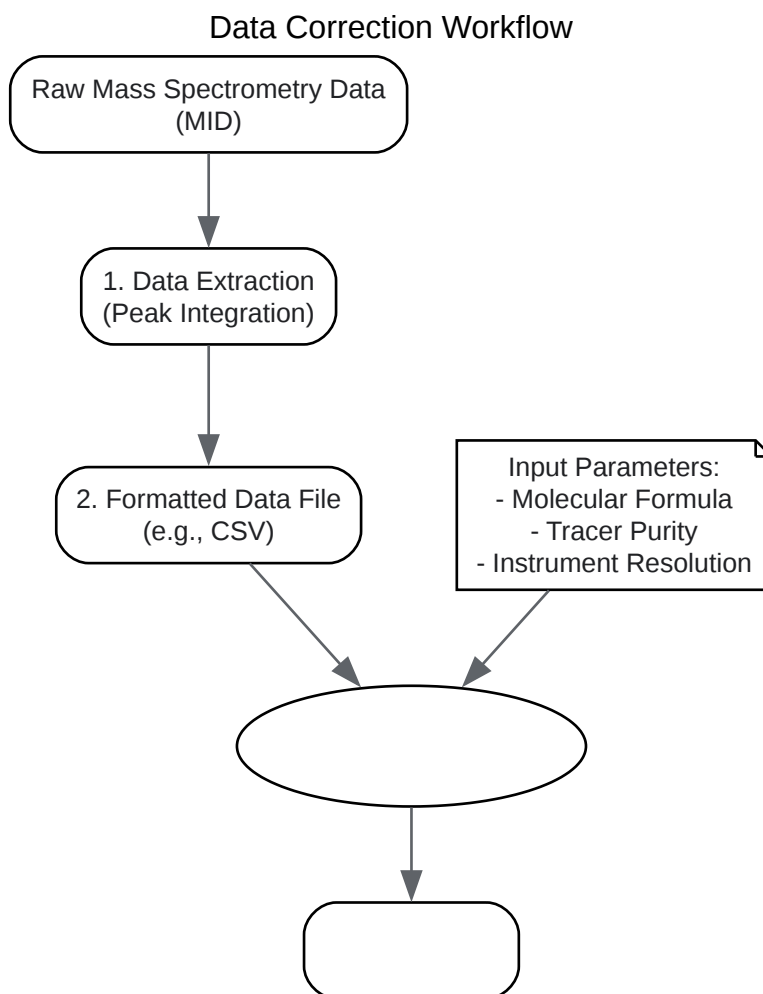 Data Correction Workflow
Raw Mass Spectrometry Data
(MID)
1. Data Extraction
(Peak Integration)
2. Formatted Data File
(e.g., CSV)
Input Parameters:
- Molecular Formula
- Tracer Purity
- Instrument Resolution